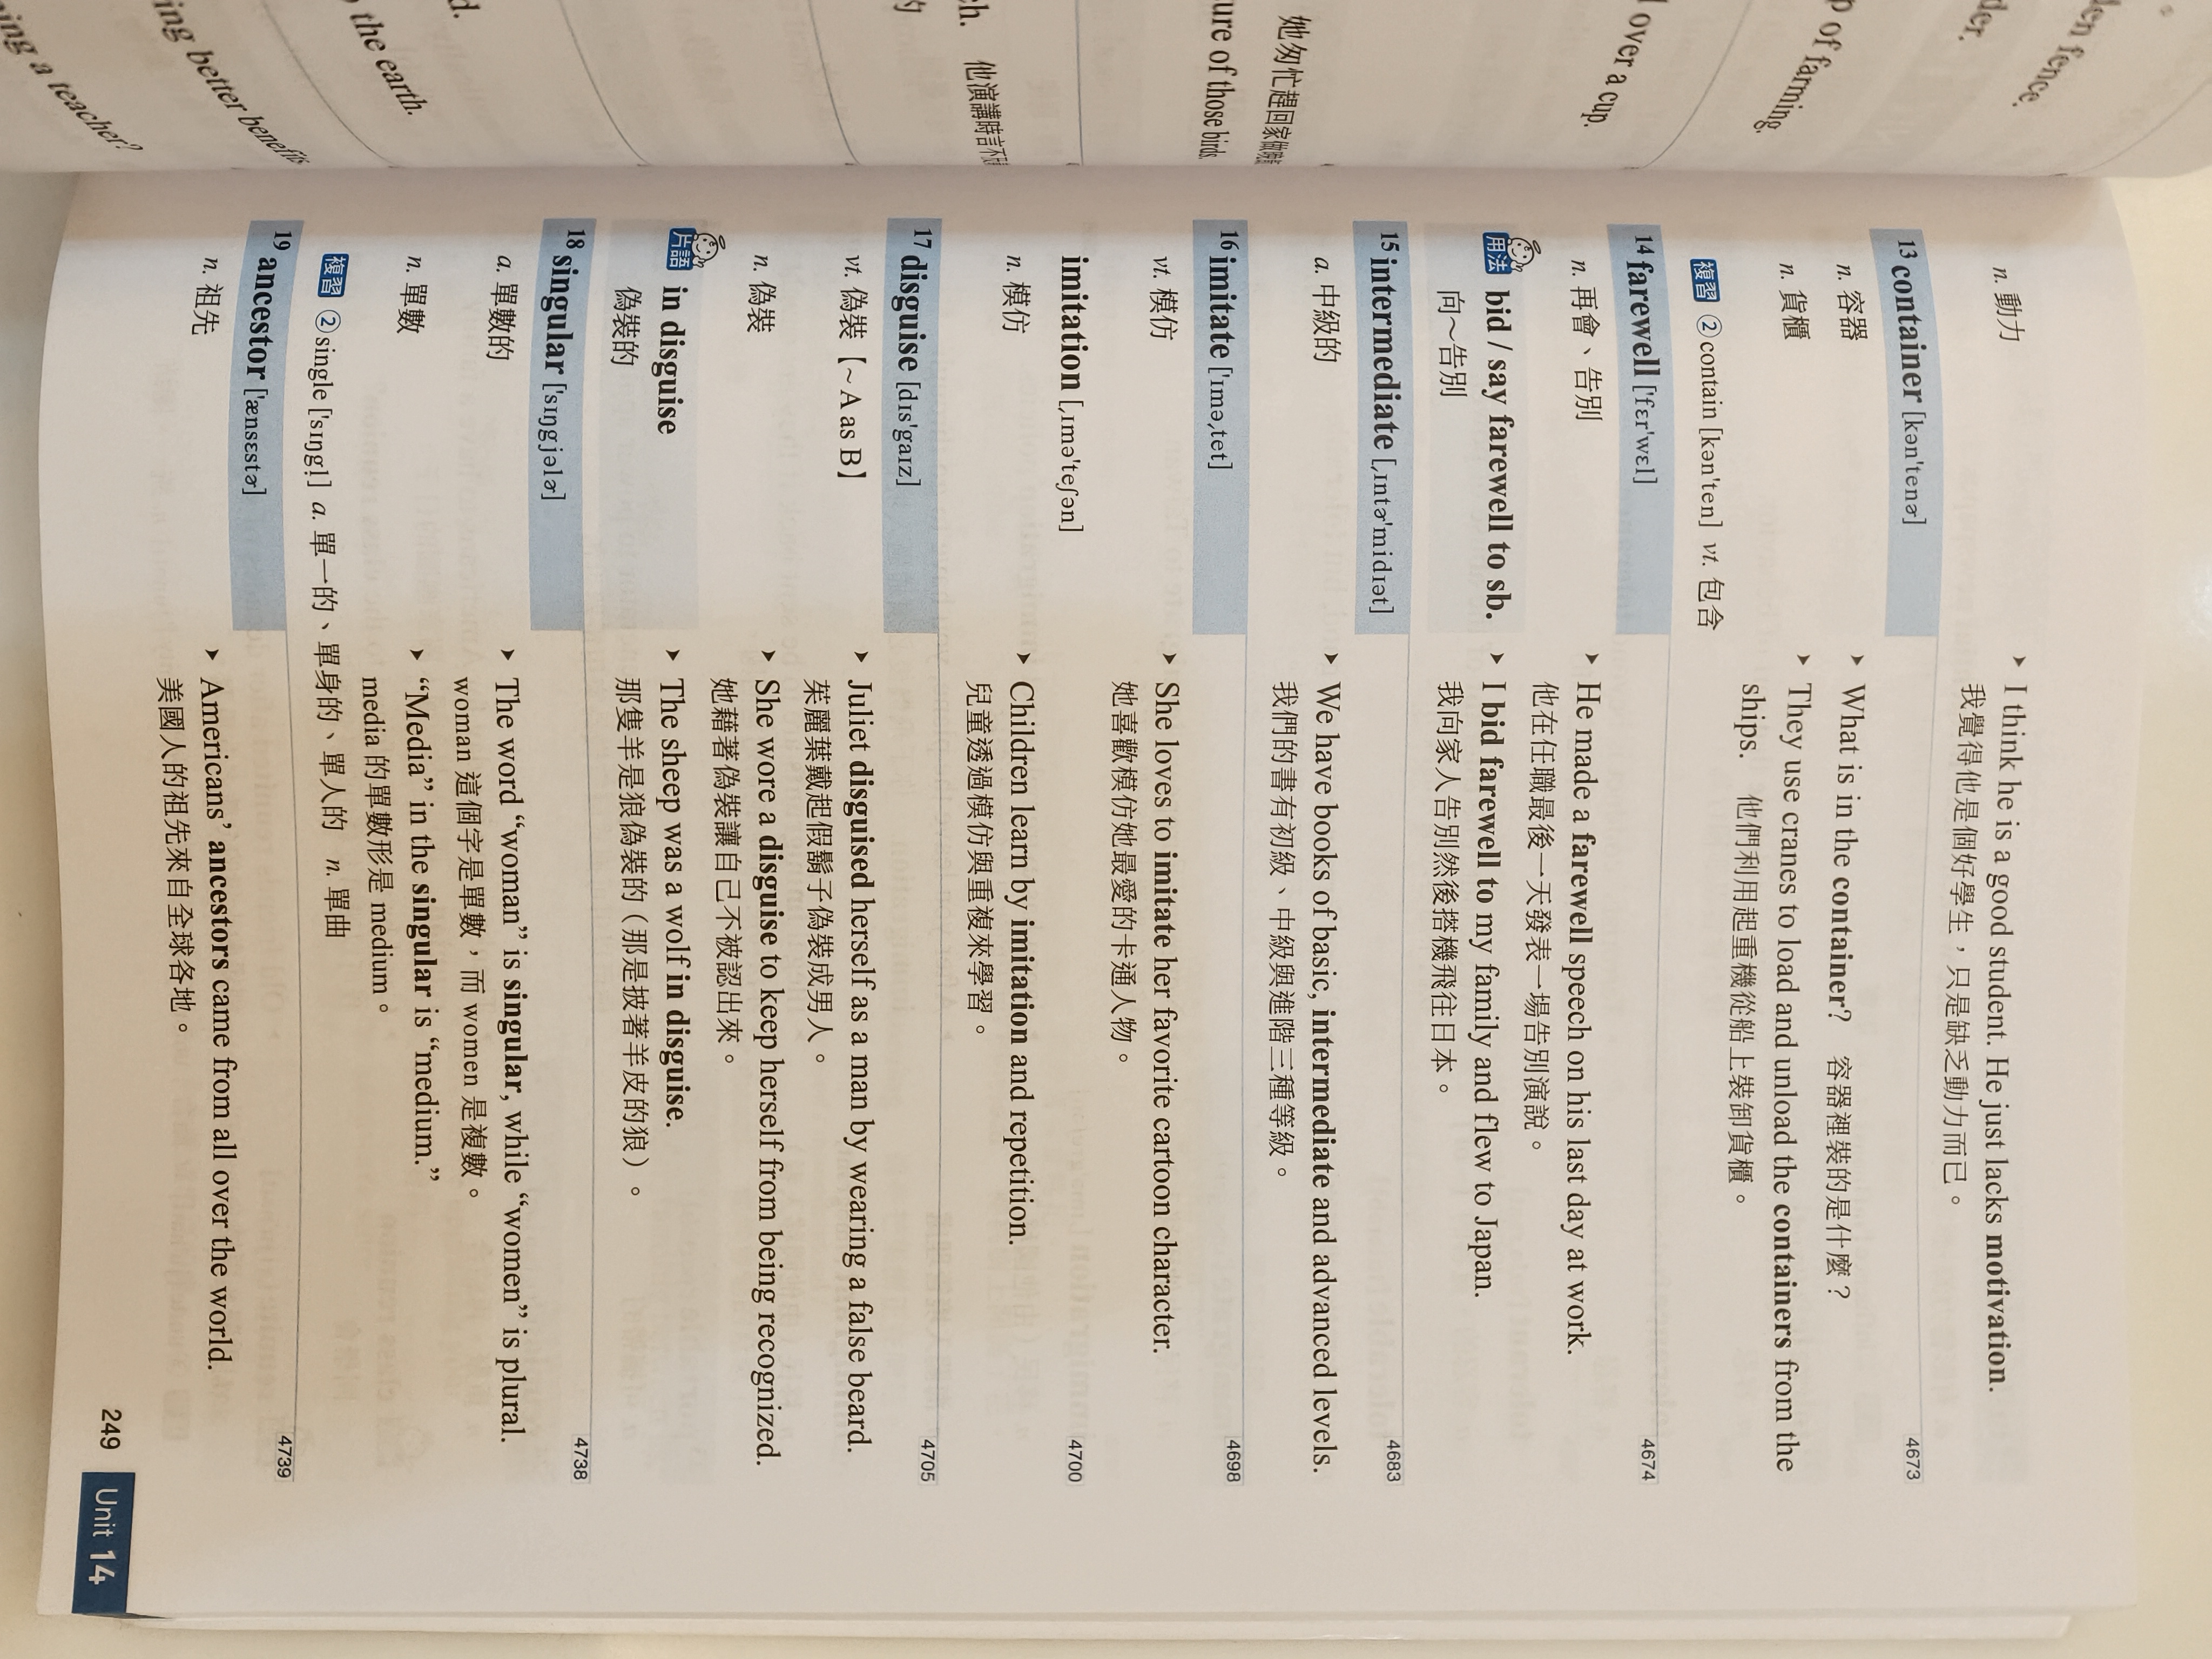 ing a teacher?
ing better benefits
the earth.
d.
ch. 他演講時言不
的
ure of those birds.
她匆忙趕回家做
l over a cup.
p of farming.
der.
den fence.
n. 動力
➤ I think he is a good student. He just lacks motivation.
我覺得他是個好學生，只是缺乏動力而已。
13 container [kən'tenɚ] 4673
n. 容器
➤ What is in the container? 容器裡裝的是什麼？
n. 貨櫃
➤ They use cranes to load and unload the containers from the
ships. 他們利用起重機從船上裝卸貨櫃。
複習 ② contain [kən'ten] vt. 包含
14 farewell ['fɛr'wɛl] 4674
n. 再會、告別
➤ He made a farewell speech on his last day at work.
他在任職最後一天發表一場告別演說。
用法 bid / say farewell to sb.
向～告別
➤ I bid farewell to my family and flew to Japan.
我向家人告別然後搭機飛往日本。
15 intermediate [ˌɪntɚ'midɪət] 4683
a. 中級的
➤ We have books of basic, intermediate and advanced levels.
我們的書有初級、中級與進階三種等級。
16 imitate ['ɪməˌtet] 4698
vt. 模仿
➤ She loves to imitate her favorite cartoon character.
她喜歡模仿她最愛的卡通人物。
imitation [ˌɪmə'teʃən] 4700
n. 模仿
➤ Children learn by imitation and repetition.
兒童透過模仿與重複來學習。
17 disguise [dɪs'gaɪz] 4705
vt. 偽裝【~ A as B】
➤ Juliet disguised herself as a man by wearing a false beard.
茱麗葉戴起假鬍子偽裝成男人。
n. 偽裝
➤ She wore a disguise to keep herself from being recognized.
她藉著偽裝讓自己不被認出來。
片語 in disguise
偽裝的
➤ The sheep was a wolf in disguise.
那隻羊是狼偽裝的（那是披著羊皮的狼）。
18 singular ['sɪŋgjəlɚ] 4738
a. 單數的
➤ The word “woman” is singular, while “women” is plural.
woman 這個字是單數，而 women 是複數。
n. 單數
➤ “Media” in the singular is “medium.”
media 的單數形是 medium。
複習 ② single ['sɪŋgl̩] a. 單一的、單身的、單人的 n. 單曲
19 ancestor ['ænsɛstɚ] 4739
n. 祖先
➤ Americans’ ancestors came from all over the world.
美國人的祖先來自全球各地。
249 Unit 14